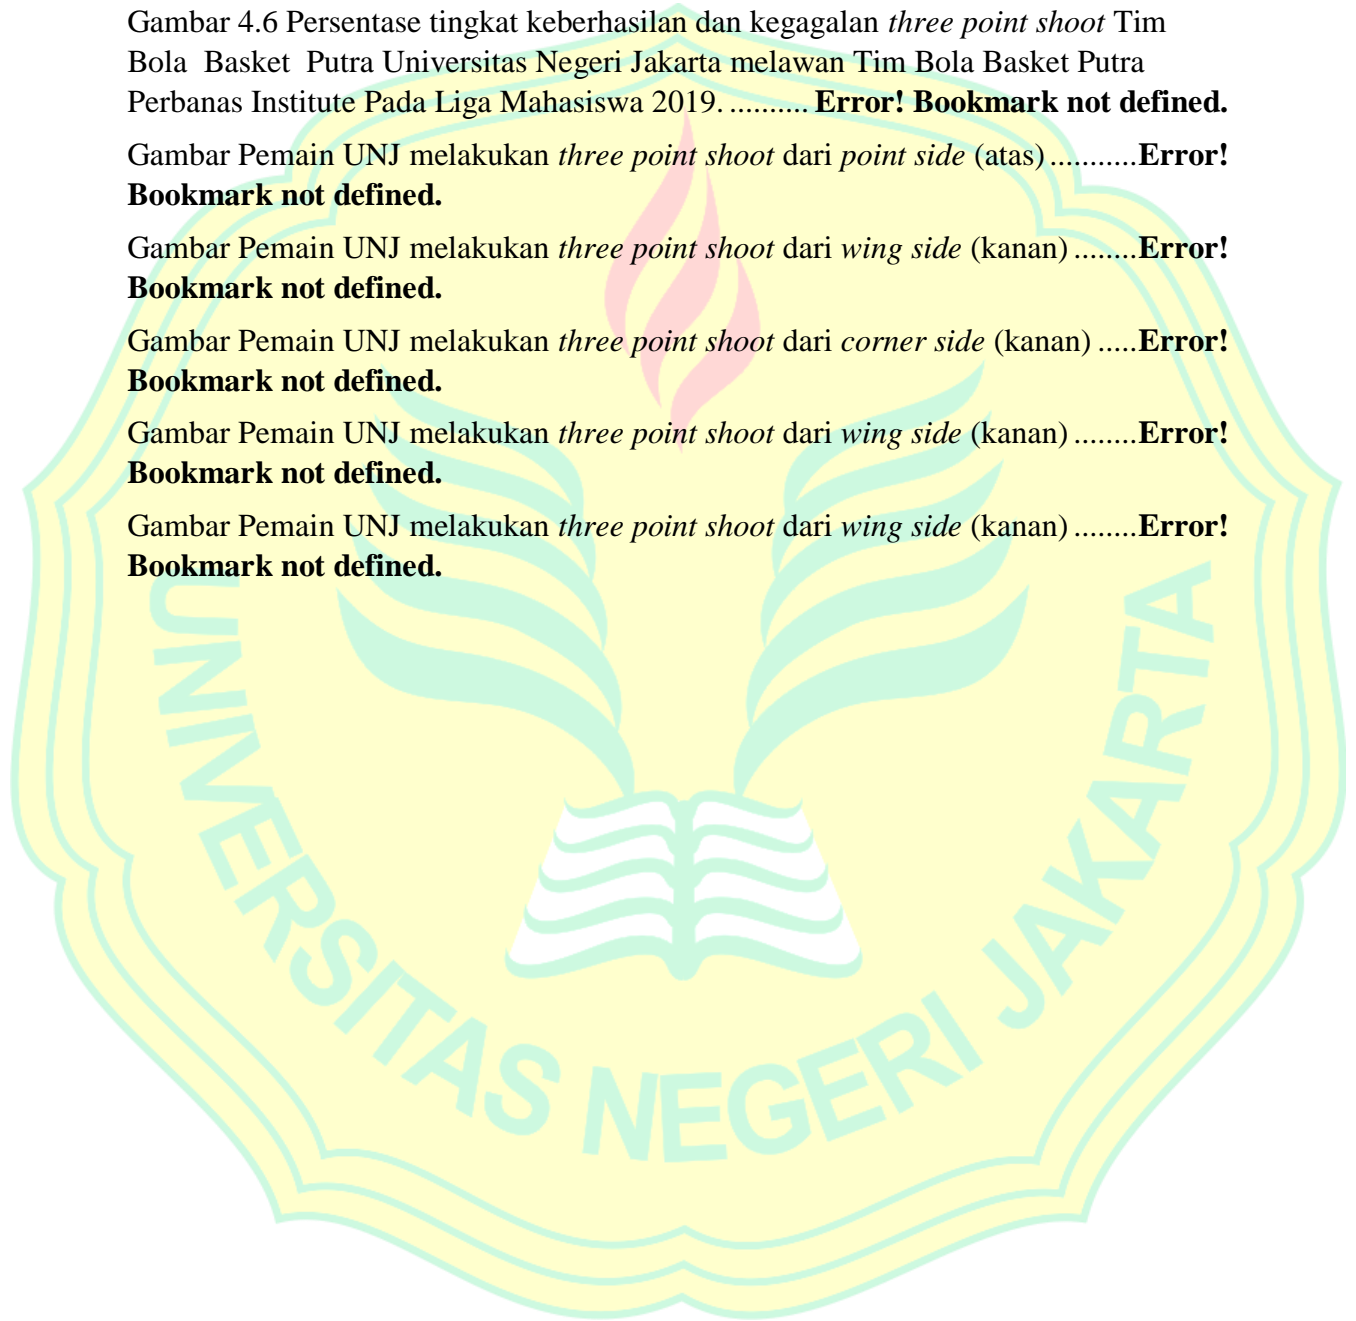 Gambar 4.6 Persentase tingkat keberhasilan dan kegagalan three point shoot Tim
Bola  Basket  Putra Universitas Negeri Jakarta melawan Tim Bola Basket Putra
Perbanas Institute Pada Liga Mahasiswa 2019. .......... Error! Bookmark not defined.
Gambar Pemain UNJ melakukan three point shoot dari point side (atas) ...........Error!
Bookmark not defined.
Gambar Pemain UNJ melakukan three point shoot dari wing side (kanan) ........Error!
Bookmark not defined.
Gambar Pemain UNJ melakukan three point shoot dari corner side (kanan) .....Error!
Bookmark not defined.
Gambar Pemain UNJ melakukan three point shoot dari wing side (kanan) ........Error!
Bookmark not defined.
Gambar Pemain UNJ melakukan three point shoot dari wing side (kanan) ........Error!
Bookmark not defined.
UNIVERSITAS NEGERI JAKARTA